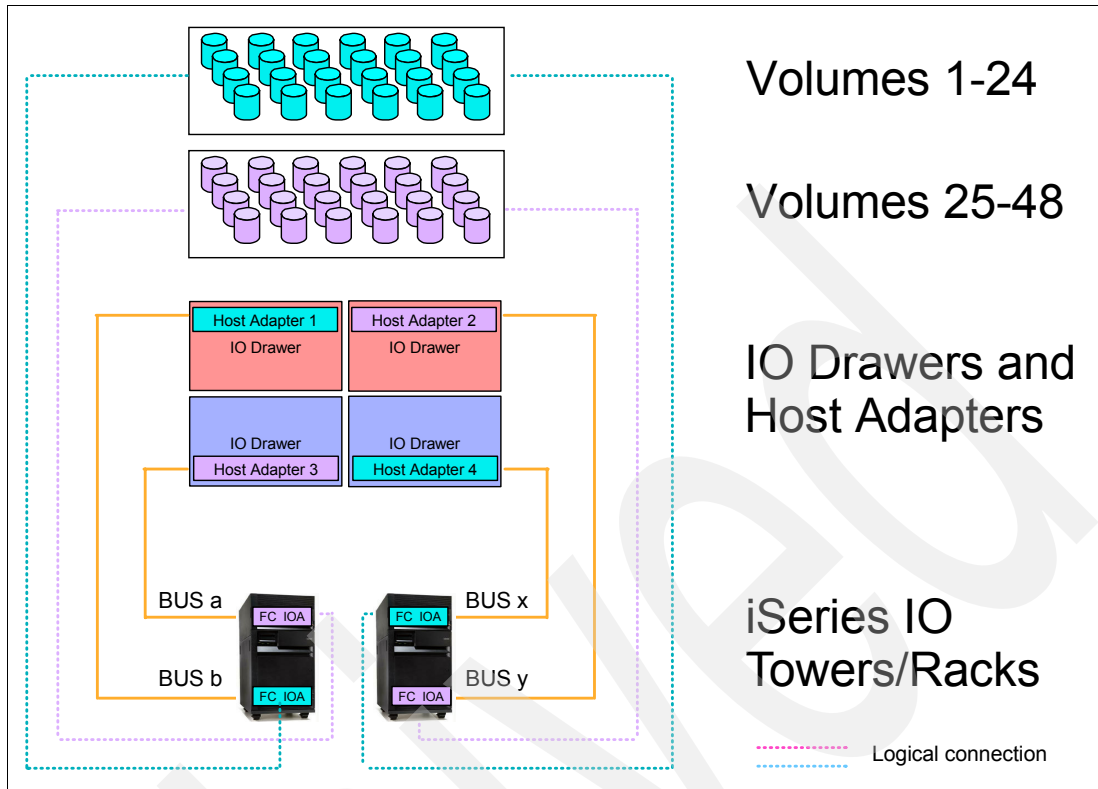 Volumes 1-24
Volumes 25-48
Host Adapter 1
IO Drawer
Host Adapter 2
IO Drawer
IO Drawers and
Host Adapters
IO Drawer
Host Adapter 3
IO Drawer
Host Adapter 4
BUS a
FC IOA
BUS b
FC IOA
FC IOA
BUS x
FC IOA
BUS y
iSeries IO
Towers/Racks
Logical connection